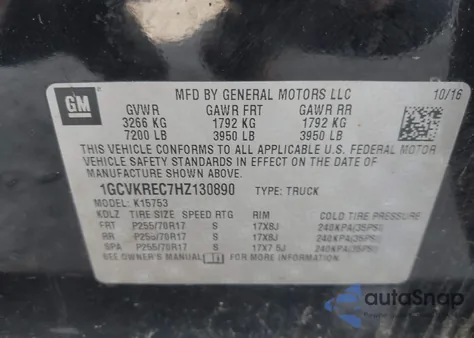 MFD BY GENERAL MOTORS LLC 10/16
GM
GVWR GAWR FRT GAWR RR
3266 KG 1792 KG 1792 KG
7200 LB 3950 LB 3950 LB
THIS VEHICLE CONFORMS TO ALL APPLICABLE U.S. FEDERAL MOTOR
VEHICLE SAFETY STANDARDS IN EFFECT ON THE DATE OF
MANUFACTURE SHOWN ABOVE.
1GCVKREC7HZ130890 TYPE: TRUCK
MODEL: K15753
KDLZ TIRE SIZE SPEED RTG RIM COLD TIRE PRESSURE
FRT P255/70R17 S 17X8J 240KPA(35PSI)
RR P255/70R17 S 17X8J 240KPA(35PSI)
SPA P255/70R17 S 17X7.5J 240KPA(35PSI)
SEE OWNER'S MANUAL FOR MORE INFORMATION.
autoSnap